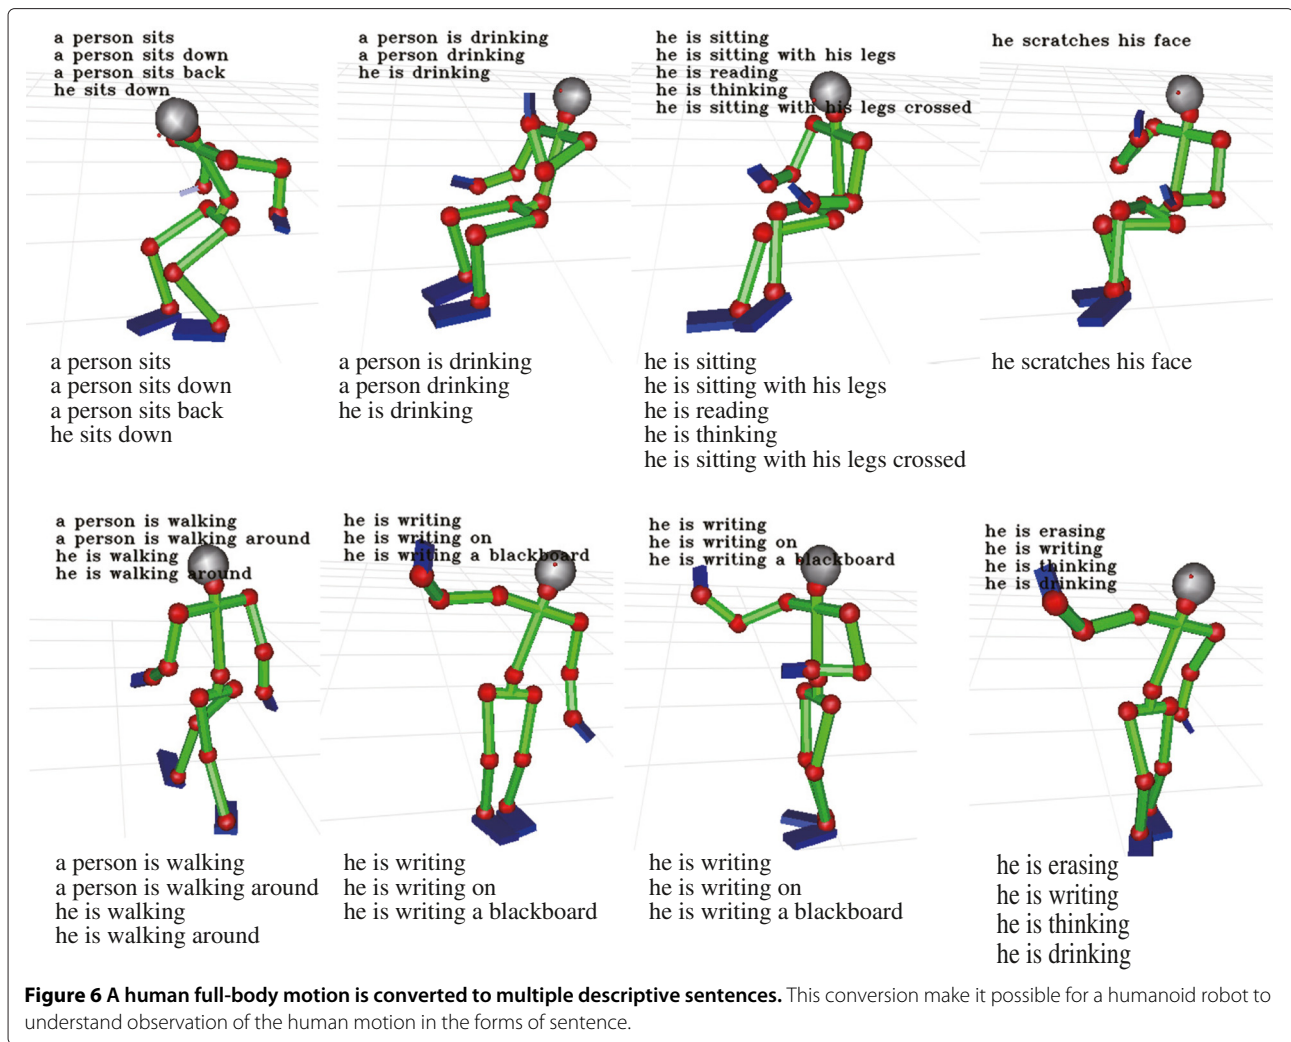 a person sits
a person sits down
a person sits back
he sits down
a person is drinking
a person drinking
he is drinking
he is sitting
he is sitting with his legs
he is reading
he is thinking
he is sitting with his legs crossed
he scratches his face
a person sits
a person sits down
a person sits back
he sits down
a person is drinking
a person drinking
he is drinking
he is sitting
he is sitting with his legs
he is reading
he is thinking
he is sitting with his legs crossed
he scratches his face
a person is walking
a person is walking around
he is walking
he is walking around
he is writing
he is writing on
he is writing a blackboard
he is writing
he is writing on
he is writing a blackboard
he is erasing
he is writing
he is thinking
he is drinking
a person is walking
a person is walking around
he is walking
he is walking around
he is writing
he is writing on
he is writing a blackboard
he is writing
he is writing on
he is writing a blackboard
he is erasing
he is writing
he is thinking
he is drinking
Figure 6 A human full-body motion is converted to multiple descriptive sentences. This conversion make it possible for a humanoid robot to
understand observation of the human motion in the forms of sentence.